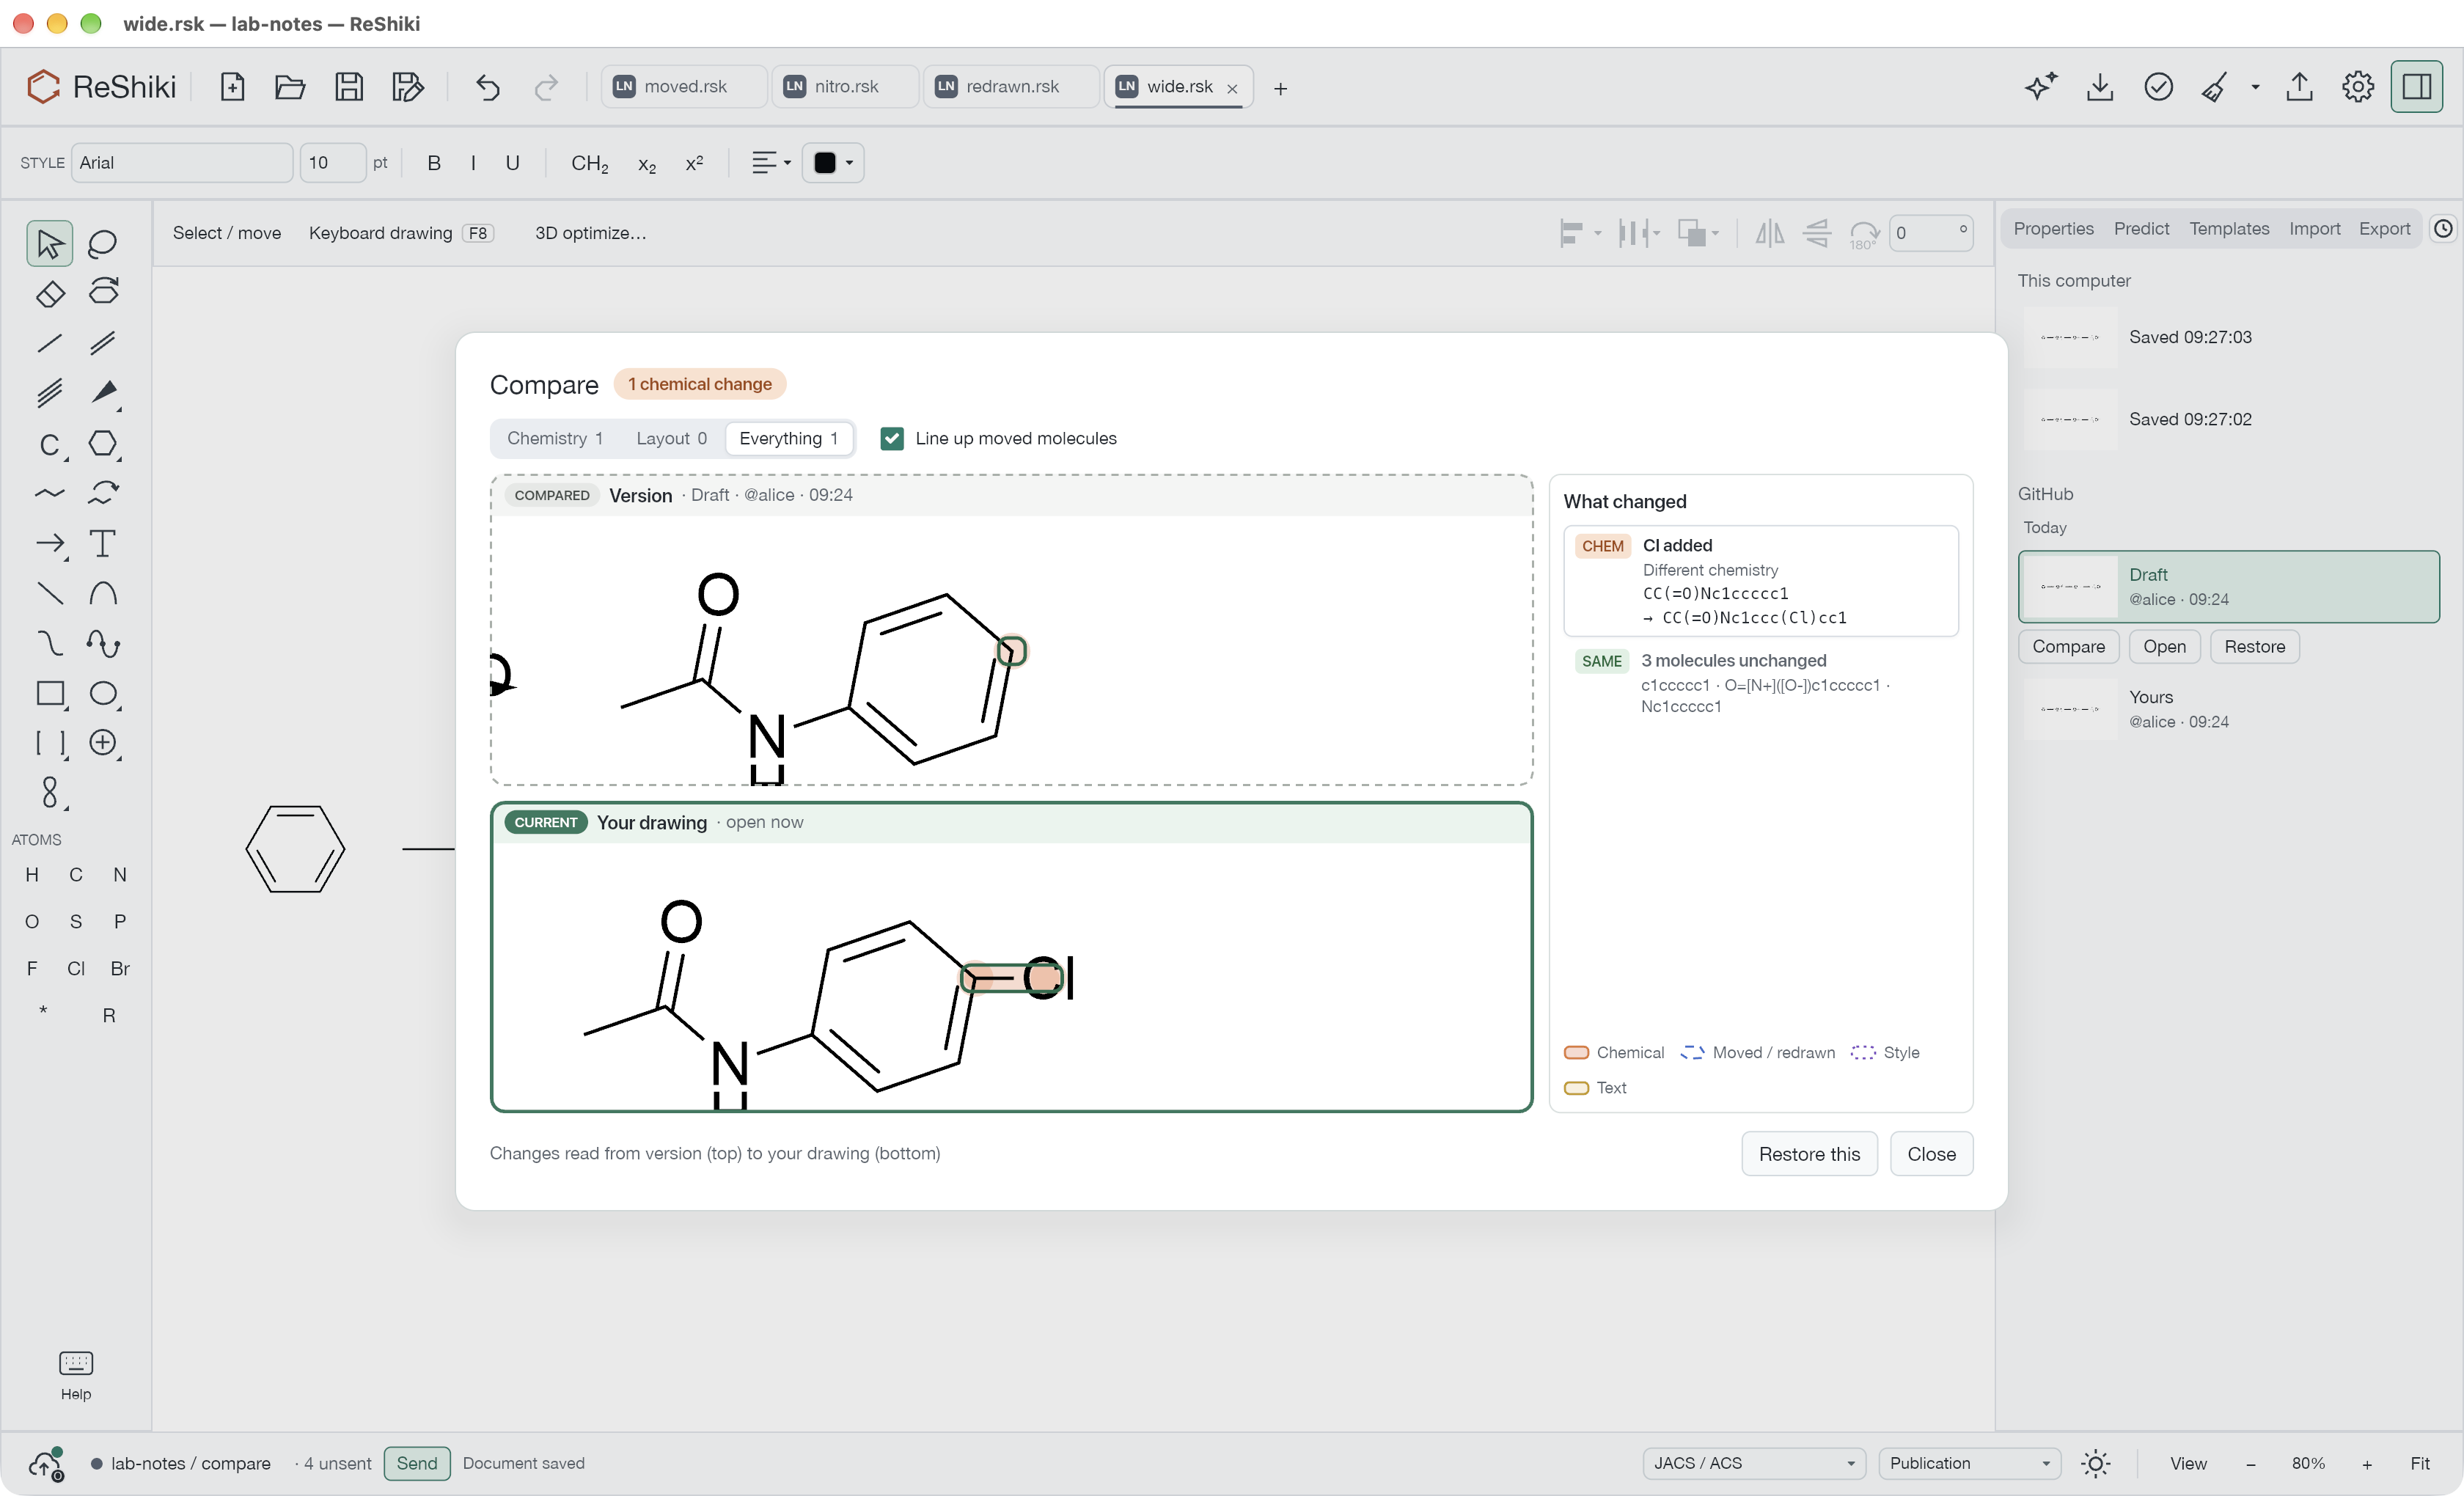 wide.rsk — lab-notes — ReShiki
ReShiki
LN moved.rsk
LN nitro.rsk
LN redrawn.rsk
LN wide.rsk ×
+
STYLE Arial 10 pt B I U CH₂ x₂ x²
Select / move Keyboard drawing F8 3D optimize…
180° 0 °
Properties Predict Templates Import Export
C
T
ATOMS
H C N
O S P
F Cl Br
* R
Help
Compare 1 chemical change
Chemistry 1 Layout 0 Everything 1 Line up moved molecules
COMPARED Version · Draft · @alice · 09:24
O
N
H
CURRENT Your drawing · open now
O
Cl
N
H
What changed
CHEM Cl added
Different chemistry
CC(=O)Nc1ccccc1
→ CC(=O)Nc1ccc(Cl)cc1
SAME 3 molecules unchanged
c1ccccc1 · O=[N+]([O-])c1ccccc1 ·
Nc1ccccc1
Chemical Moved / redrawn Style
Text
Changes read from version (top) to your drawing (bottom)
Restore this Close
This computer
Saved 09:27:03
Saved 09:27:02
GitHub
Today
Draft
@alice · 09:24
Compare Open Restore
Yours
@alice · 09:24
lab-notes / compare · 4 unsent Send Document saved
JACS / ACS Publication View − 80% + Fit